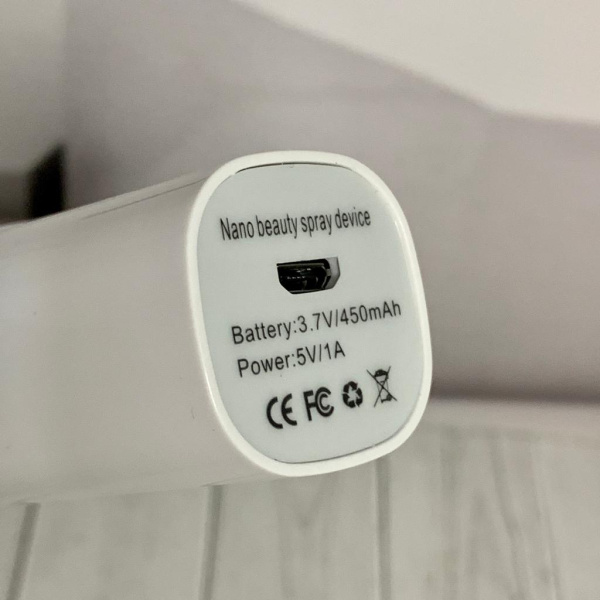 Nano beauty spray device
Battery:3.7V/450mAh
Power:5V/1A
CE FC